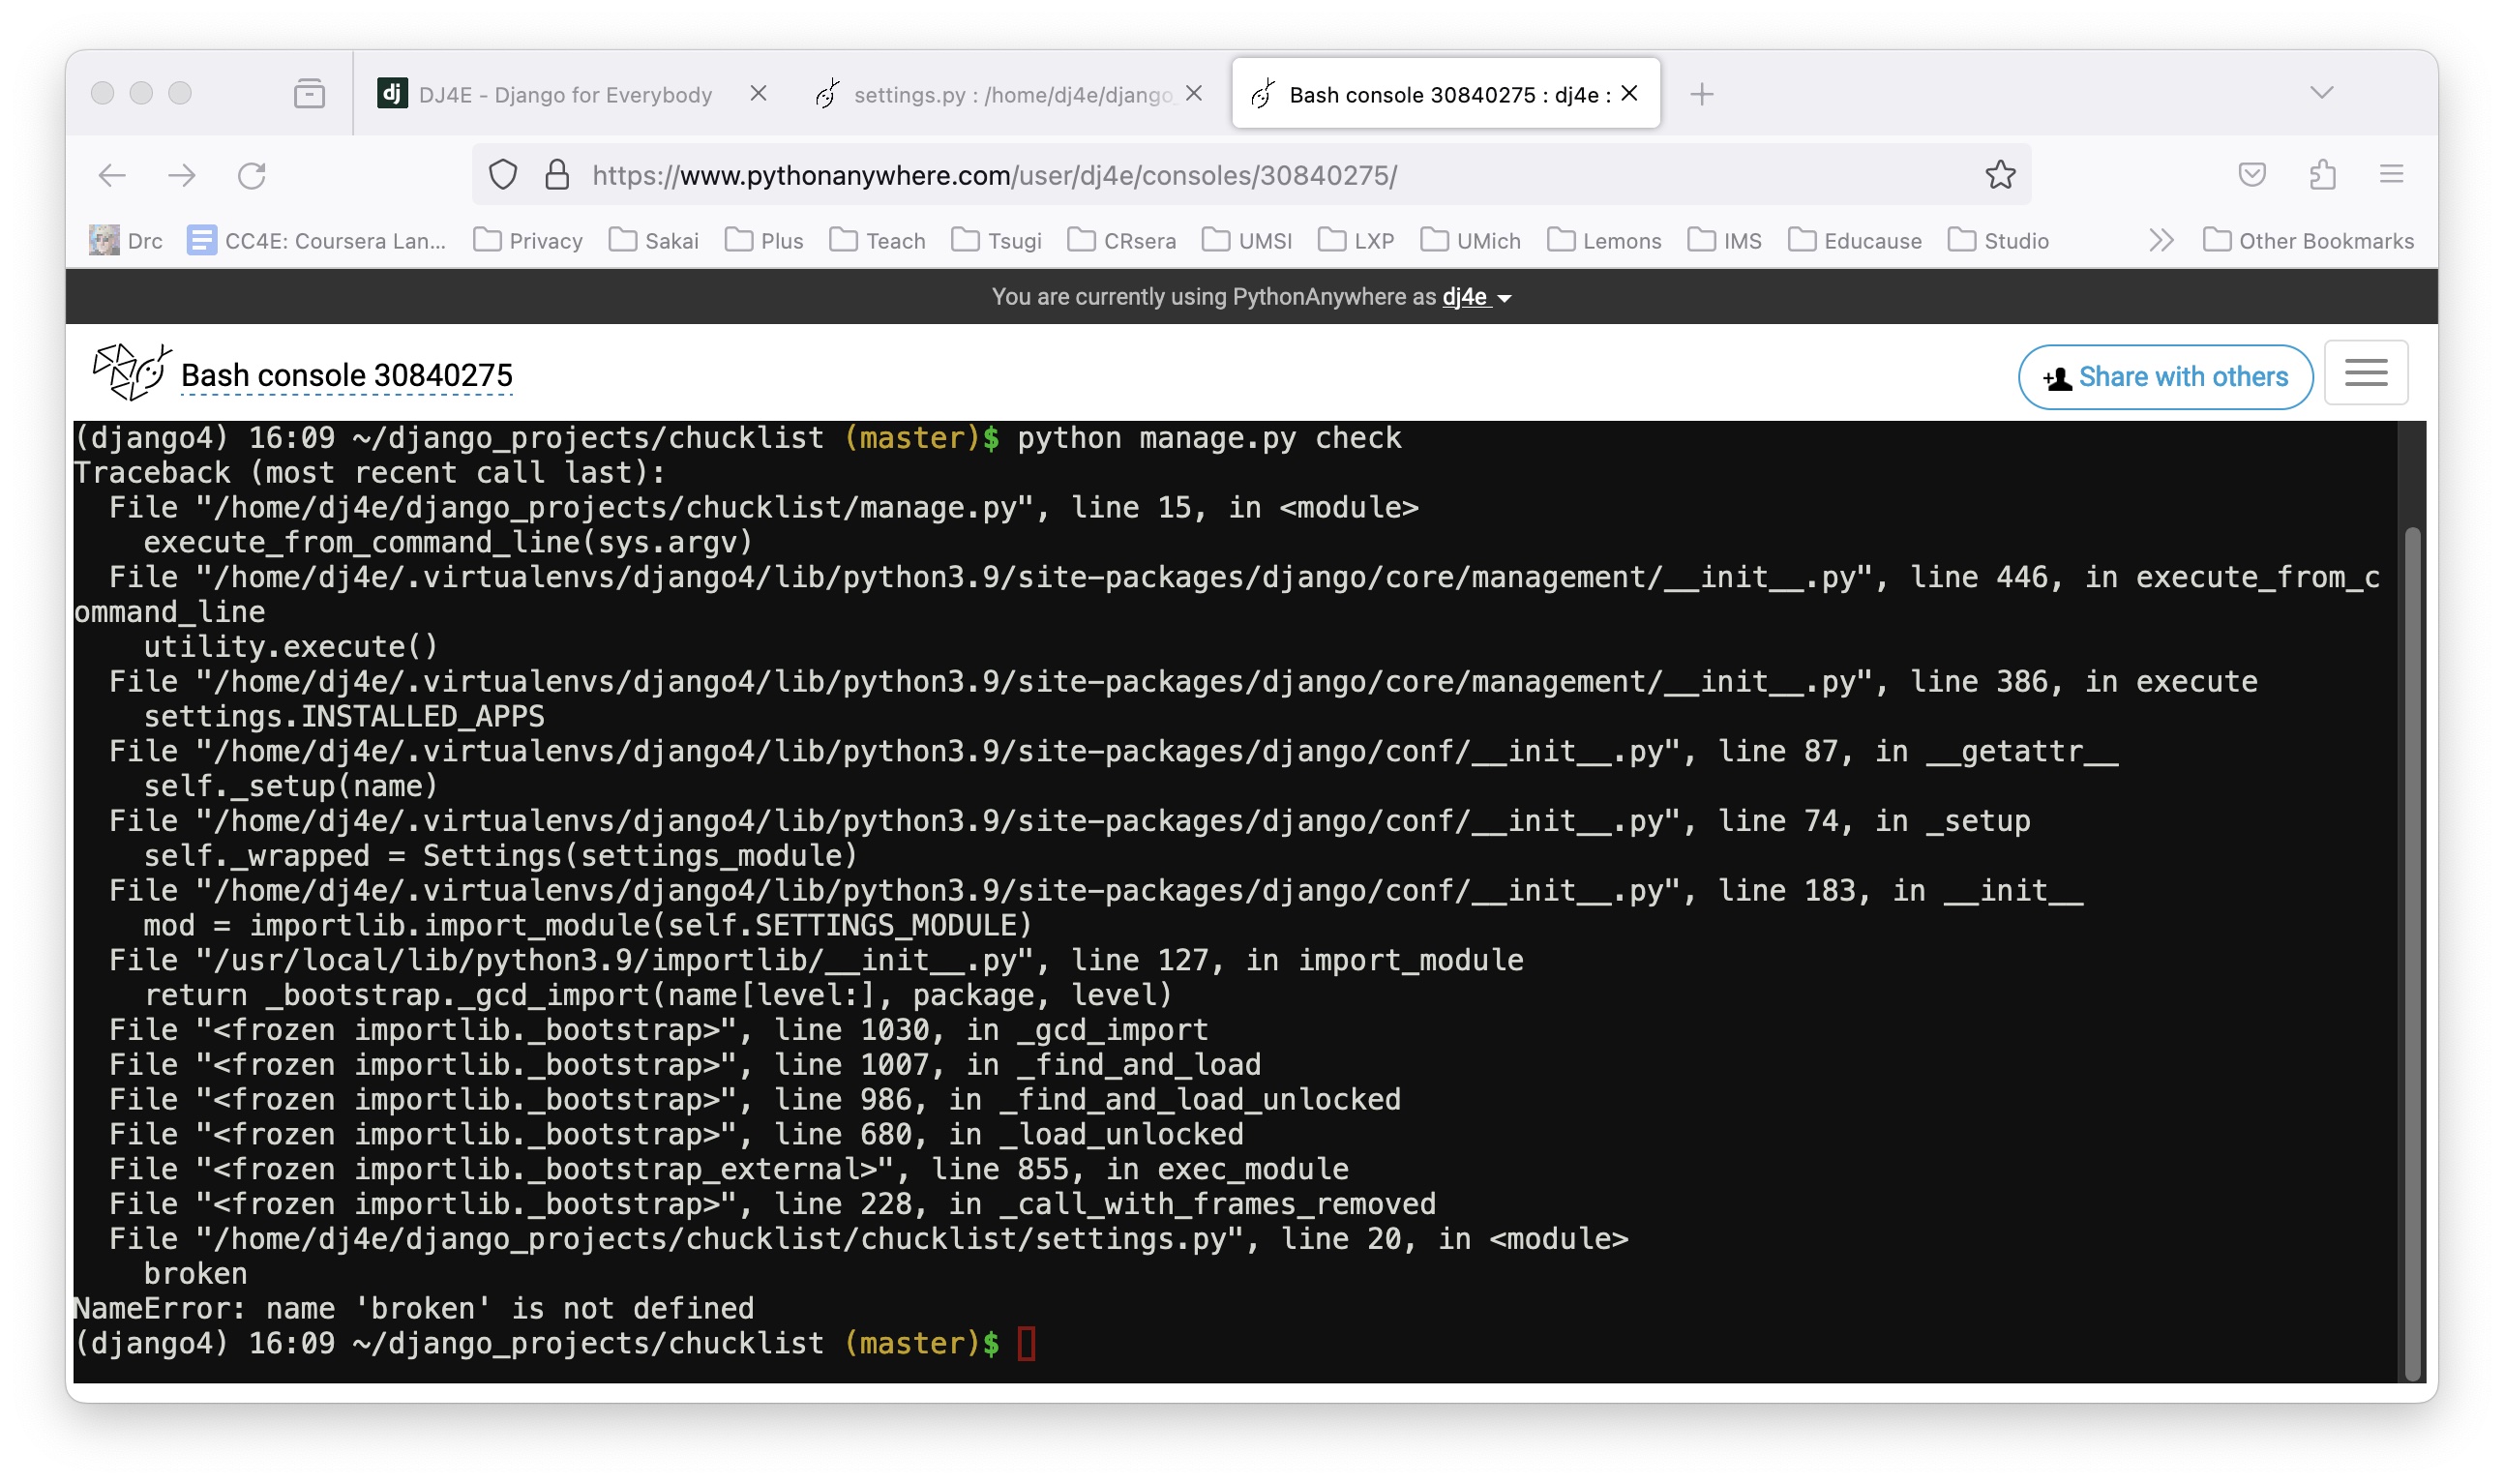 dj DJ4E - Django for Everybody
settings.py : /home/dj4e/django_
Bash console 30840275 : dj4e :
https://www.pythonanywhere.com/user/dj4e/consoles/30840275/
Drc CC4E: Coursera Lan... Privacy Sakai Plus Teach Tsugi CRsera UMSI LXP UMich Lemons IMS Educause Studio Other Bookmarks
You are currently using PythonAnywhere as dj4e
Bash console 30840275
Share with others
(django4) 16:09 ~/django_projects/chucklist (master)$ python manage.py check
Traceback (most recent call last):
  File "/home/dj4e/django_projects/chucklist/manage.py", line 15, in <module>
    execute_from_command_line(sys.argv)
  File "/home/dj4e/.virtualenvs/django4/lib/python3.9/site-packages/django/core/management/__init__.py", line 446, in execute_from_c
ommand_line
    utility.execute()
  File "/home/dj4e/.virtualenvs/django4/lib/python3.9/site-packages/django/core/management/__init__.py", line 386, in execute
    settings.INSTALLED_APPS
  File "/home/dj4e/.virtualenvs/django4/lib/python3.9/site-packages/django/conf/__init__.py", line 87, in __getattr__
    self._setup(name)
  File "/home/dj4e/.virtualenvs/django4/lib/python3.9/site-packages/django/conf/__init__.py", line 74, in _setup
    self._wrapped = Settings(settings_module)
  File "/home/dj4e/.virtualenvs/django4/lib/python3.9/site-packages/django/conf/__init__.py", line 183, in __init__
    mod = importlib.import_module(self.SETTINGS_MODULE)
  File "/usr/local/lib/python3.9/importlib/__init__.py", line 127, in import_module
    return _bootstrap._gcd_import(name[level:], package, level)
  File "<frozen importlib._bootstrap>", line 1030, in _gcd_import
  File "<frozen importlib._bootstrap>", line 1007, in _find_and_load
  File "<frozen importlib._bootstrap>", line 986, in _find_and_load_unlocked
  File "<frozen importlib._bootstrap>", line 680, in _load_unlocked
  File "<frozen importlib._bootstrap_external>", line 855, in exec_module
  File "<frozen importlib._bootstrap>", line 228, in _call_with_frames_removed
  File "/home/dj4e/django_projects/chucklist/chucklist/settings.py", line 20, in <module>
    broken
NameError: name 'broken' is not defined
(django4) 16:09 ~/django_projects/chucklist (master)$